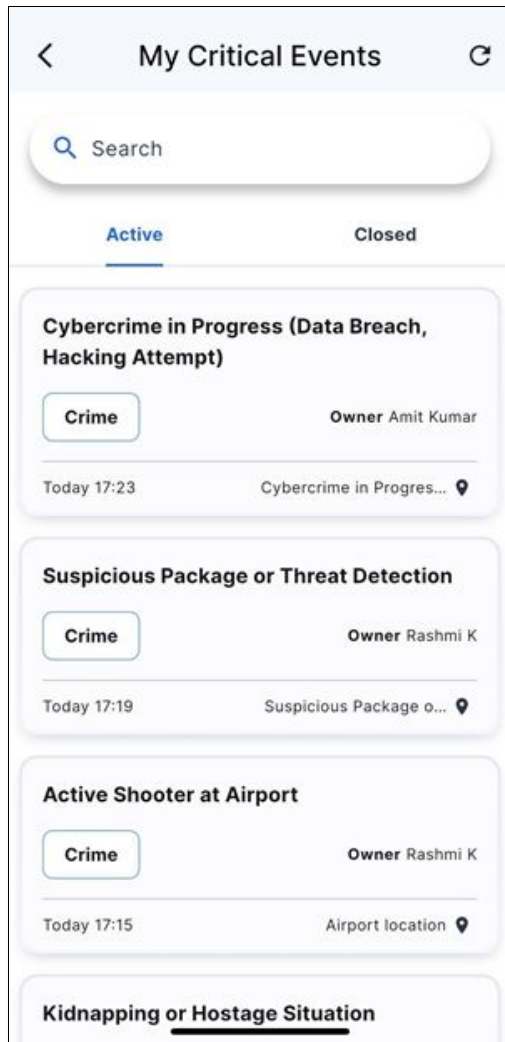 My Critical Events
Search
Active Closed
Cybercrime in Progress (Data Breach,
Hacking Attempt)
Crime Owner Amit Kumar
Today 17:23 Cybercrime in Progres...
Suspicious Package or Threat Detection
Crime Owner Rashmi K
Today 17:19 Suspicious Package o...
Active Shooter at Airport
Crime Owner Rashmi K
Today 17:15 Airport location
Kidnapping or Hostage Situation